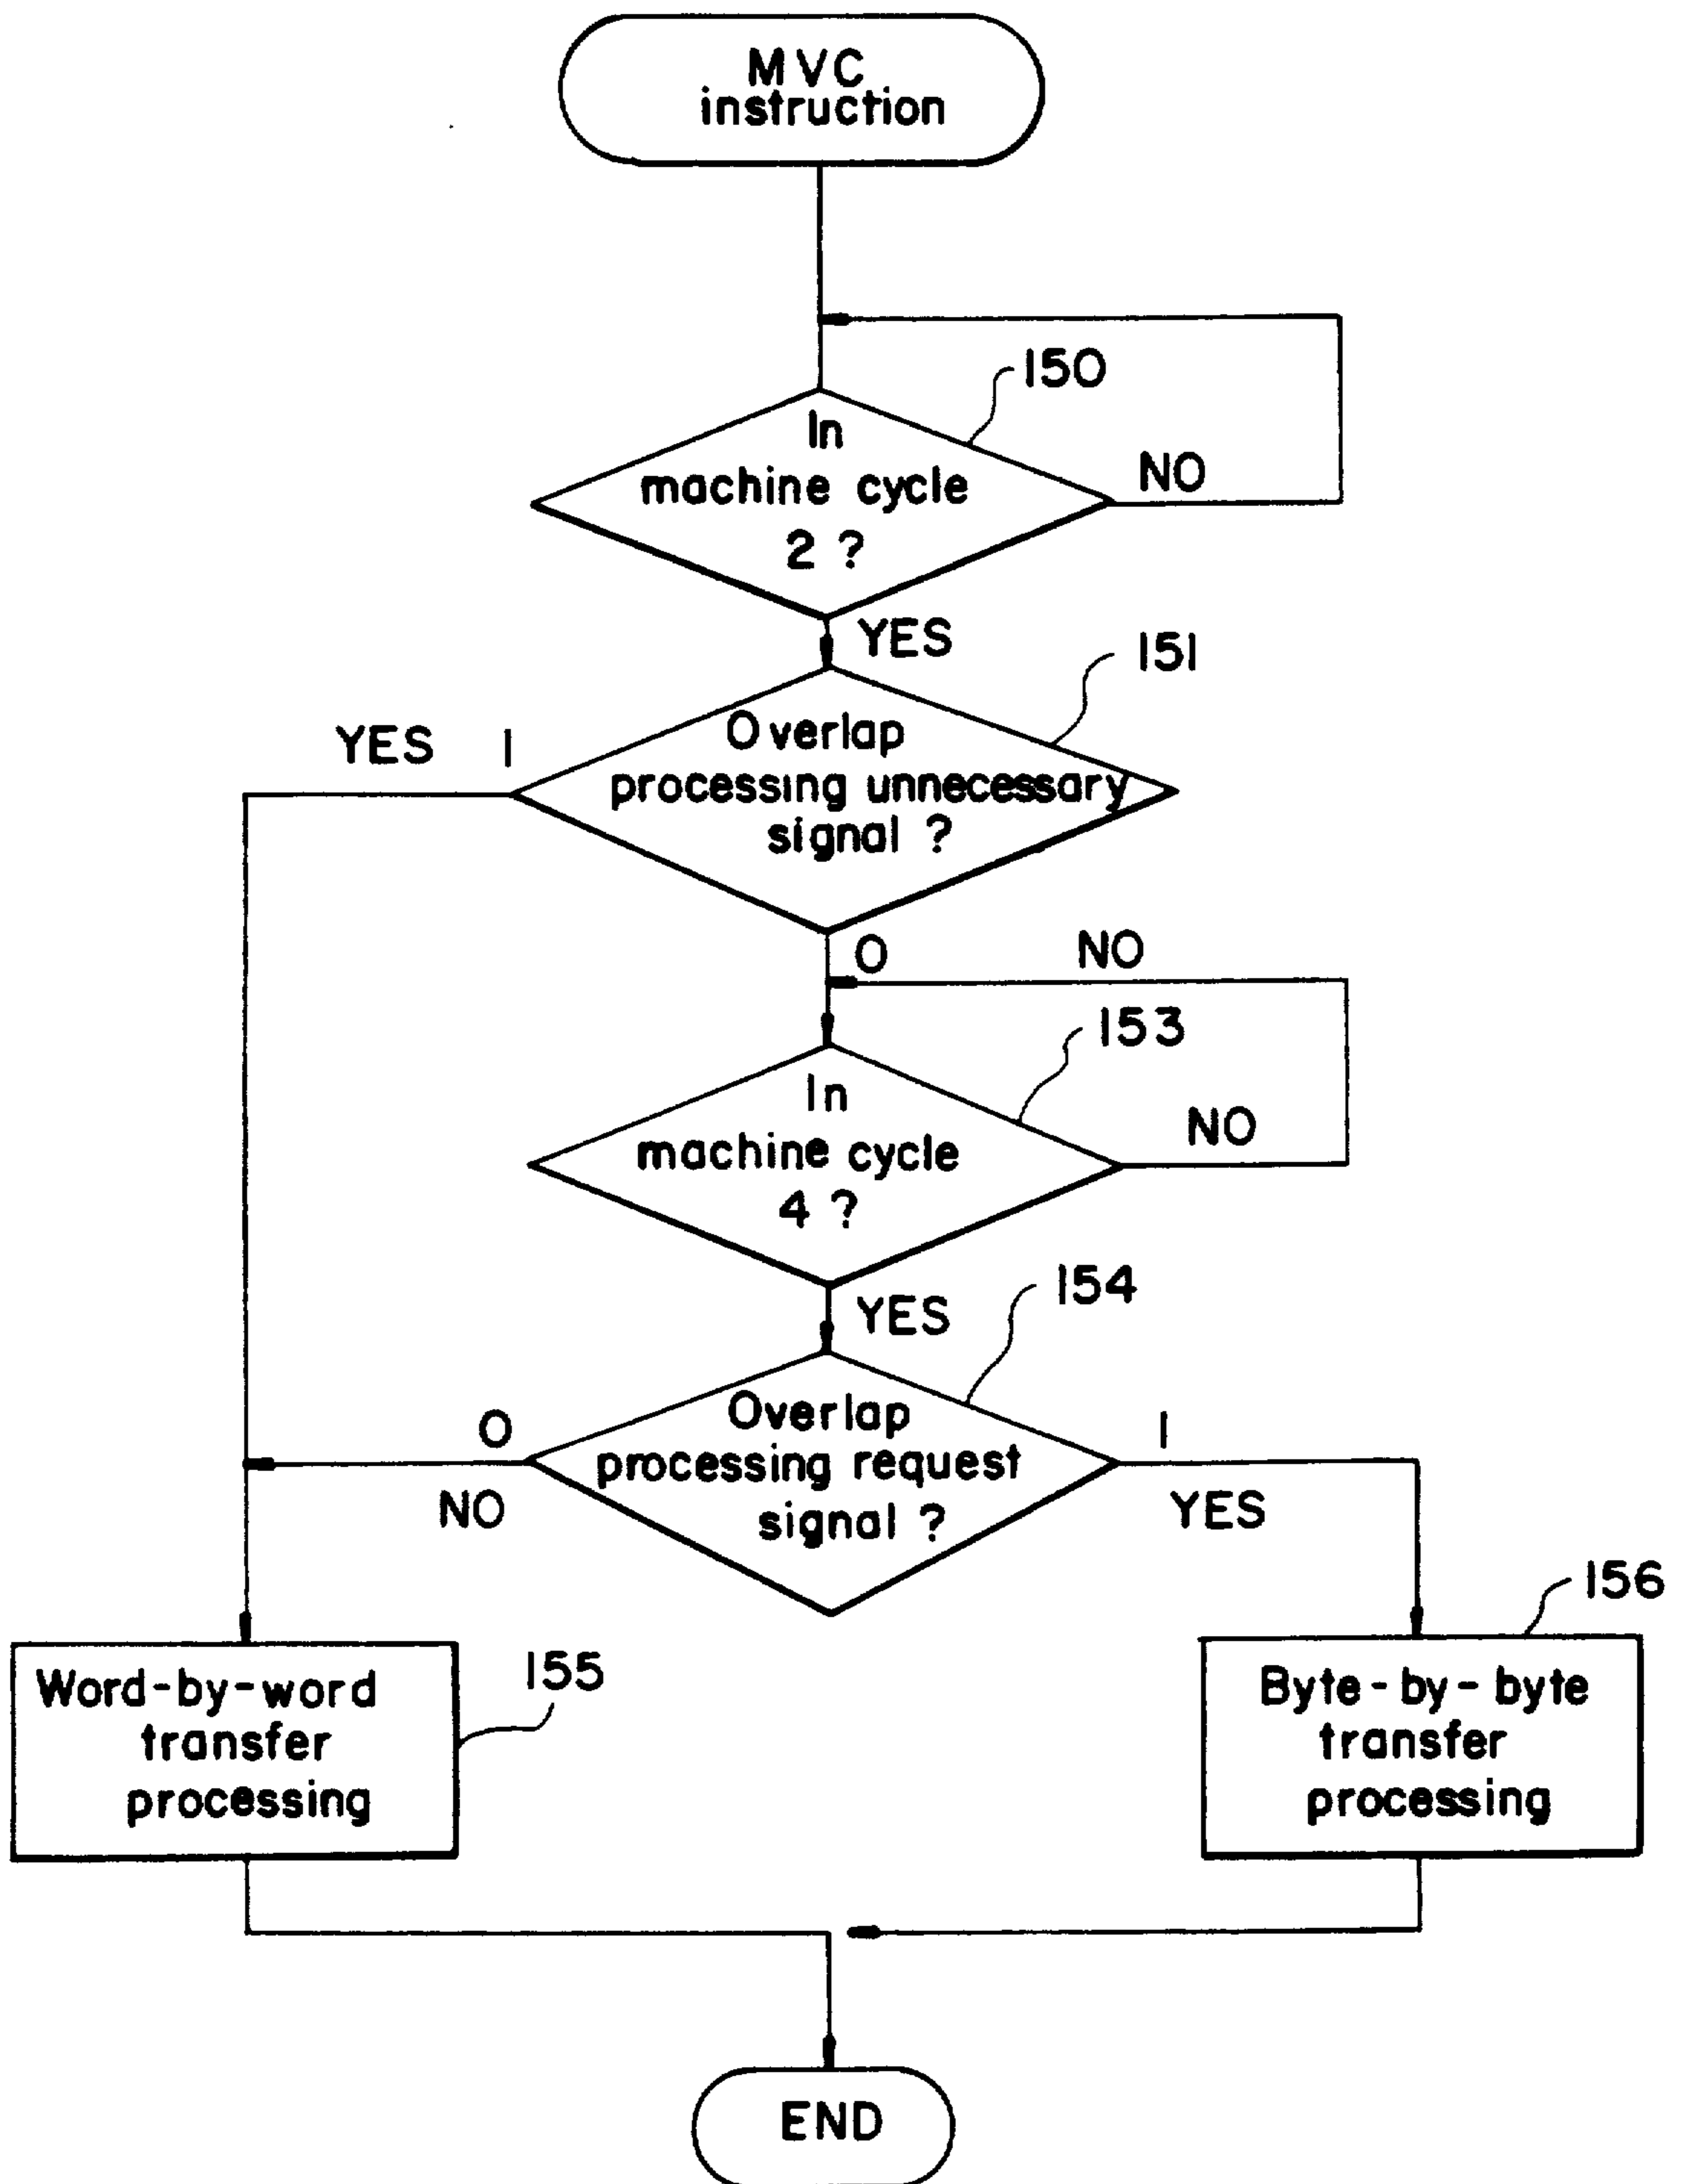 MVC
instruction
150
In
machine cycle
2 ?
NO
YES
151
YES 1
Overlap
processing unnecessary
signal ?
0
NO
153
In
machine cycle
4 ?
NO
YES
154
0
Overlap
processing request
signal ?
1
NO
YES
156
155
Word-by-word
transfer
processing
Byte-by-byte
transfer
processing
END